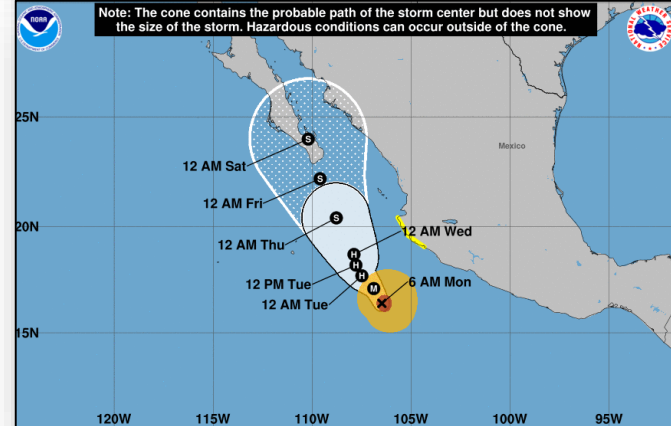 Note: The cone contains the probable path of the storm center but does not show
the size of the storm. Hazardous conditions can occur outside of the cone.
NOAA
25N
Mexico
12 AM Sat
S
12 AM Fri
S
20N
12 AM Thu
S
12 AM Wed
H
12 PM Tue
H
12 AM Tue
H
6 AM Mon
M
15N
120W
115W
110W
105W
100W
95W